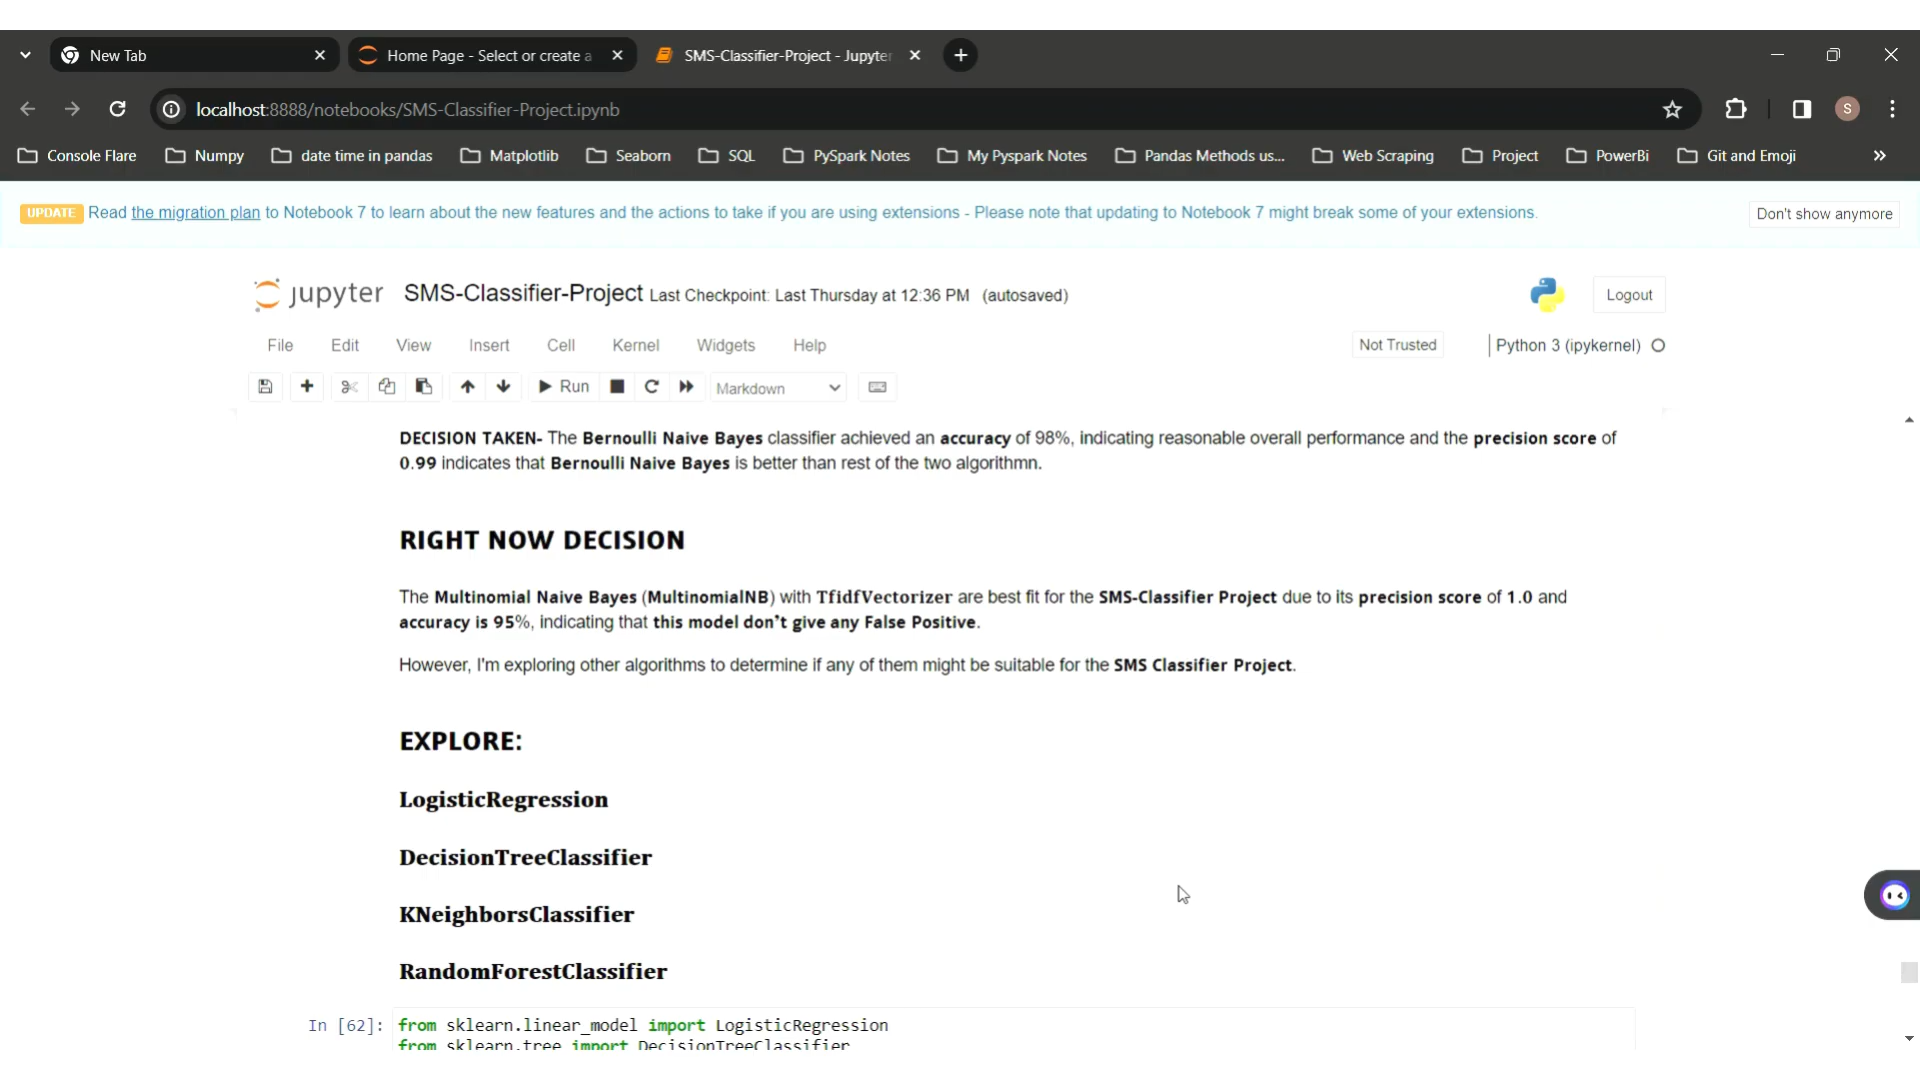 New Tab
Home Page - Select or create a
SMS-Classifier-Project - Jupyter
localhost:8888/notebooks/SMS-Classifier-Project.ipynb
S
Console Flare Numpy date time in pandas Matplotlib Seaborn SQL PySpark Notes My Pyspark Notes Pandas Methods us... Web Scraping Project PowerBi Git and Emoji
UPDATE Read the migration plan to Notebook 7 to learn about the new features and the actions to take if you are using extensions - Please note that updating to Notebook 7 might break some of your extensions. Don't show anymore
jupyter SMS-Classifier-Project Last Checkpoint: Last Thursday at 12:36 PM (autosaved) Logout
File Edit View Insert Cell Kernel Widgets Help Not Trusted Python 3 (ipykernel)
Run Markdown
DECISION TAKEN- The Bernoulli Naive Bayes classifier achieved an accuracy of 98%, indicating reasonable overall performance and the precision score of
0.99 indicates that Bernoulli Naive Bayes is better than rest of the two algorithmn.
RIGHT NOW DECISION
The Multinomial Naive Bayes (MultinomialNB) with TfidfVectorizer are best fit for the SMS-Classifier Project due to its precision score of 1.0 and
accuracy is 95%, indicating that this model don't give any False Positive.
However, I'm exploring other algorithms to determine if any of them might be suitable for the SMS Classifier Project.
EXPLORE:
LogisticRegression
DecisionTreeClassifier
KNeighborsClassifier
RandomForestClassifier
In [62]: from sklearn.linear_model import LogisticRegression
from sklearn.tree import DecisionTreeClassifier